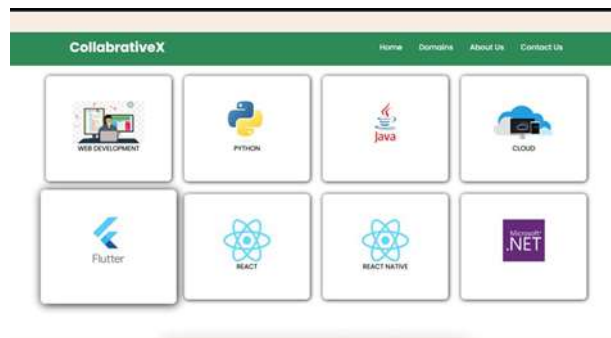 CollabrativeX
Home Domains About Us Contact Us
WEB DEVELOPMENT
PYTHON
Java
CLOUD
Flutter
REACT
REACT NATIVE
Microsoft
.NET